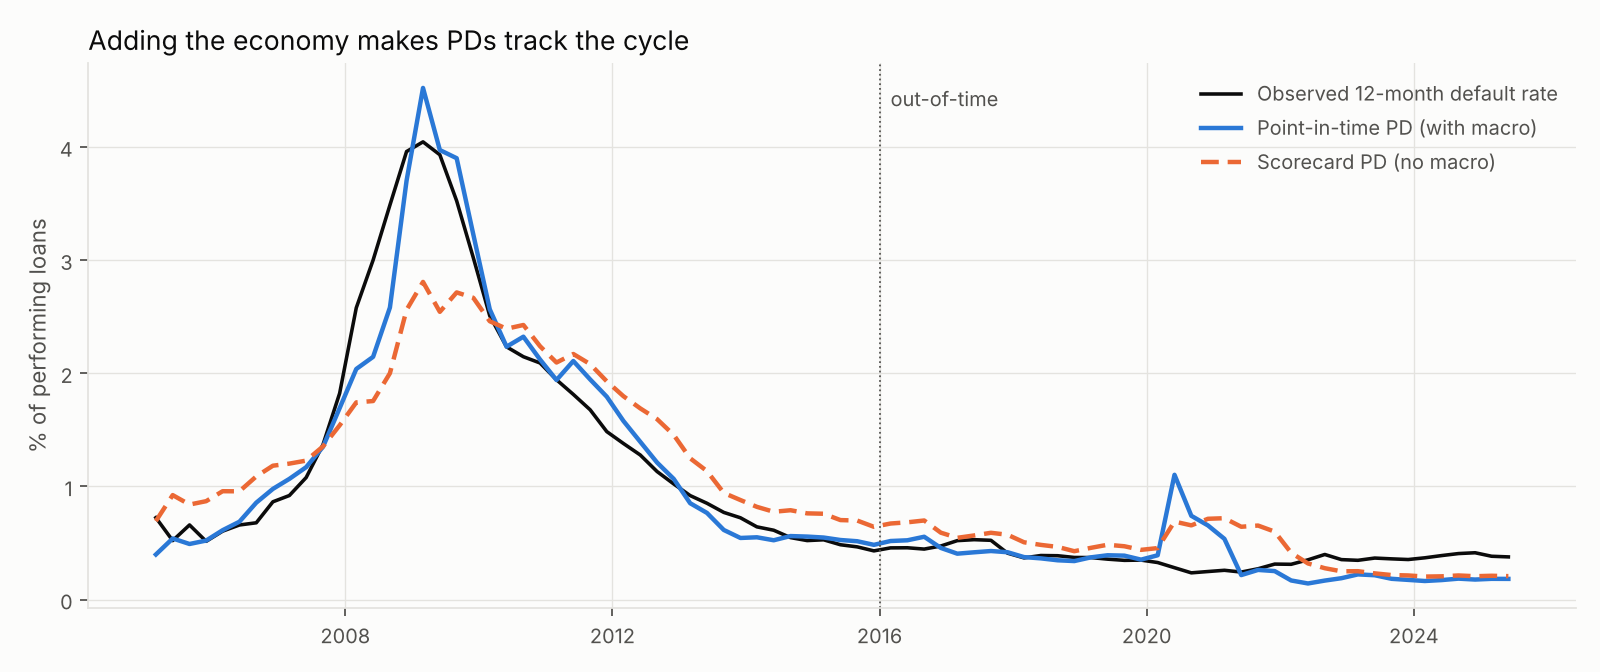 Adding the economy makes PDs track the cycle
out-of-time
Observed 12-month default rate
Point-in-time PD (with macro)
Scorecard PD (no macro)
% of performing loans
4
3
2
1
0
2008
2012
2016
2020
2024